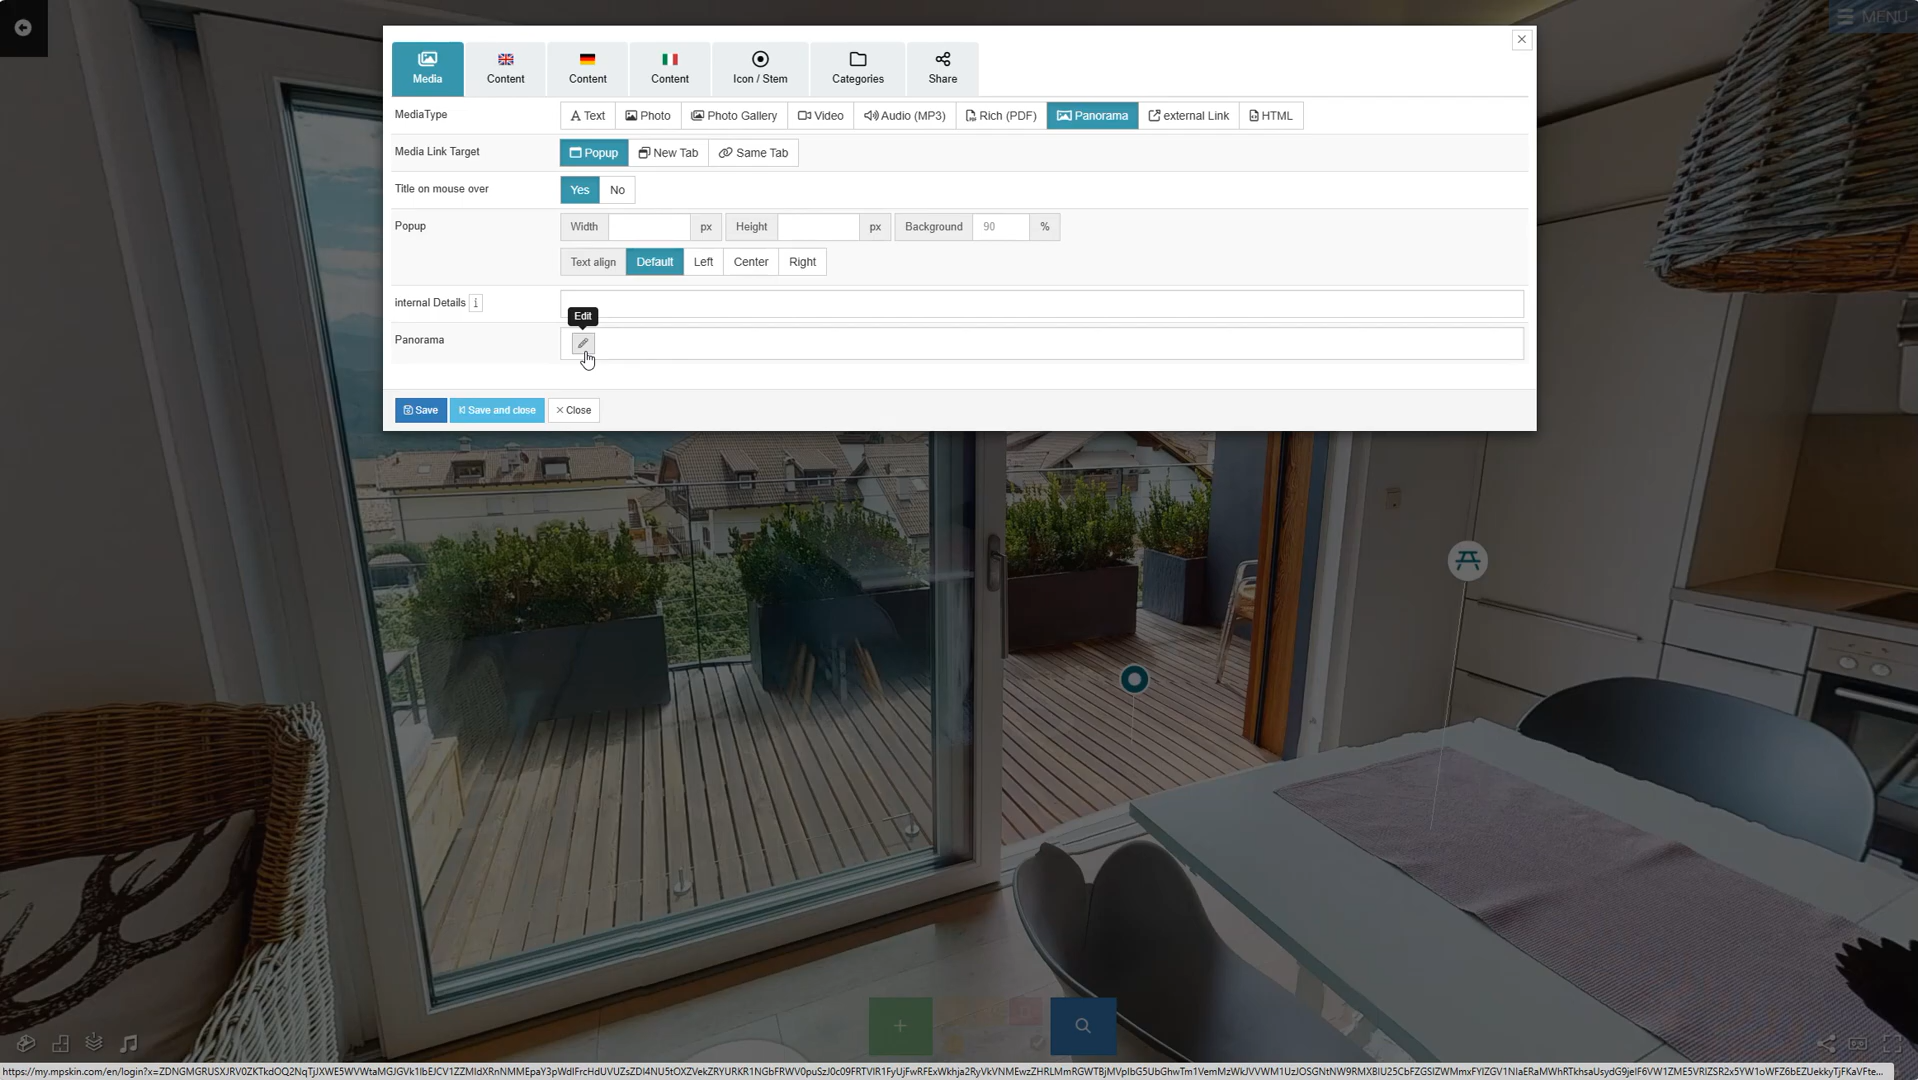 MENU
Media
Content
Content
Content
Icon / Stem
Categories
Share
MediaType
Text
Photo
Photo Gallery
Video
Audio (MP3)
Rich (PDF)
Panorama
external Link
HTML
Media Link Target
Popup
New Tab
Same Tab
Title on mouse over
Yes
No
Popup
Width
px
Height
px
Background
90
%
Text align
Default
Left
Center
Right
internal Details
i
Edit
Panorama
Save
Save and close
Close